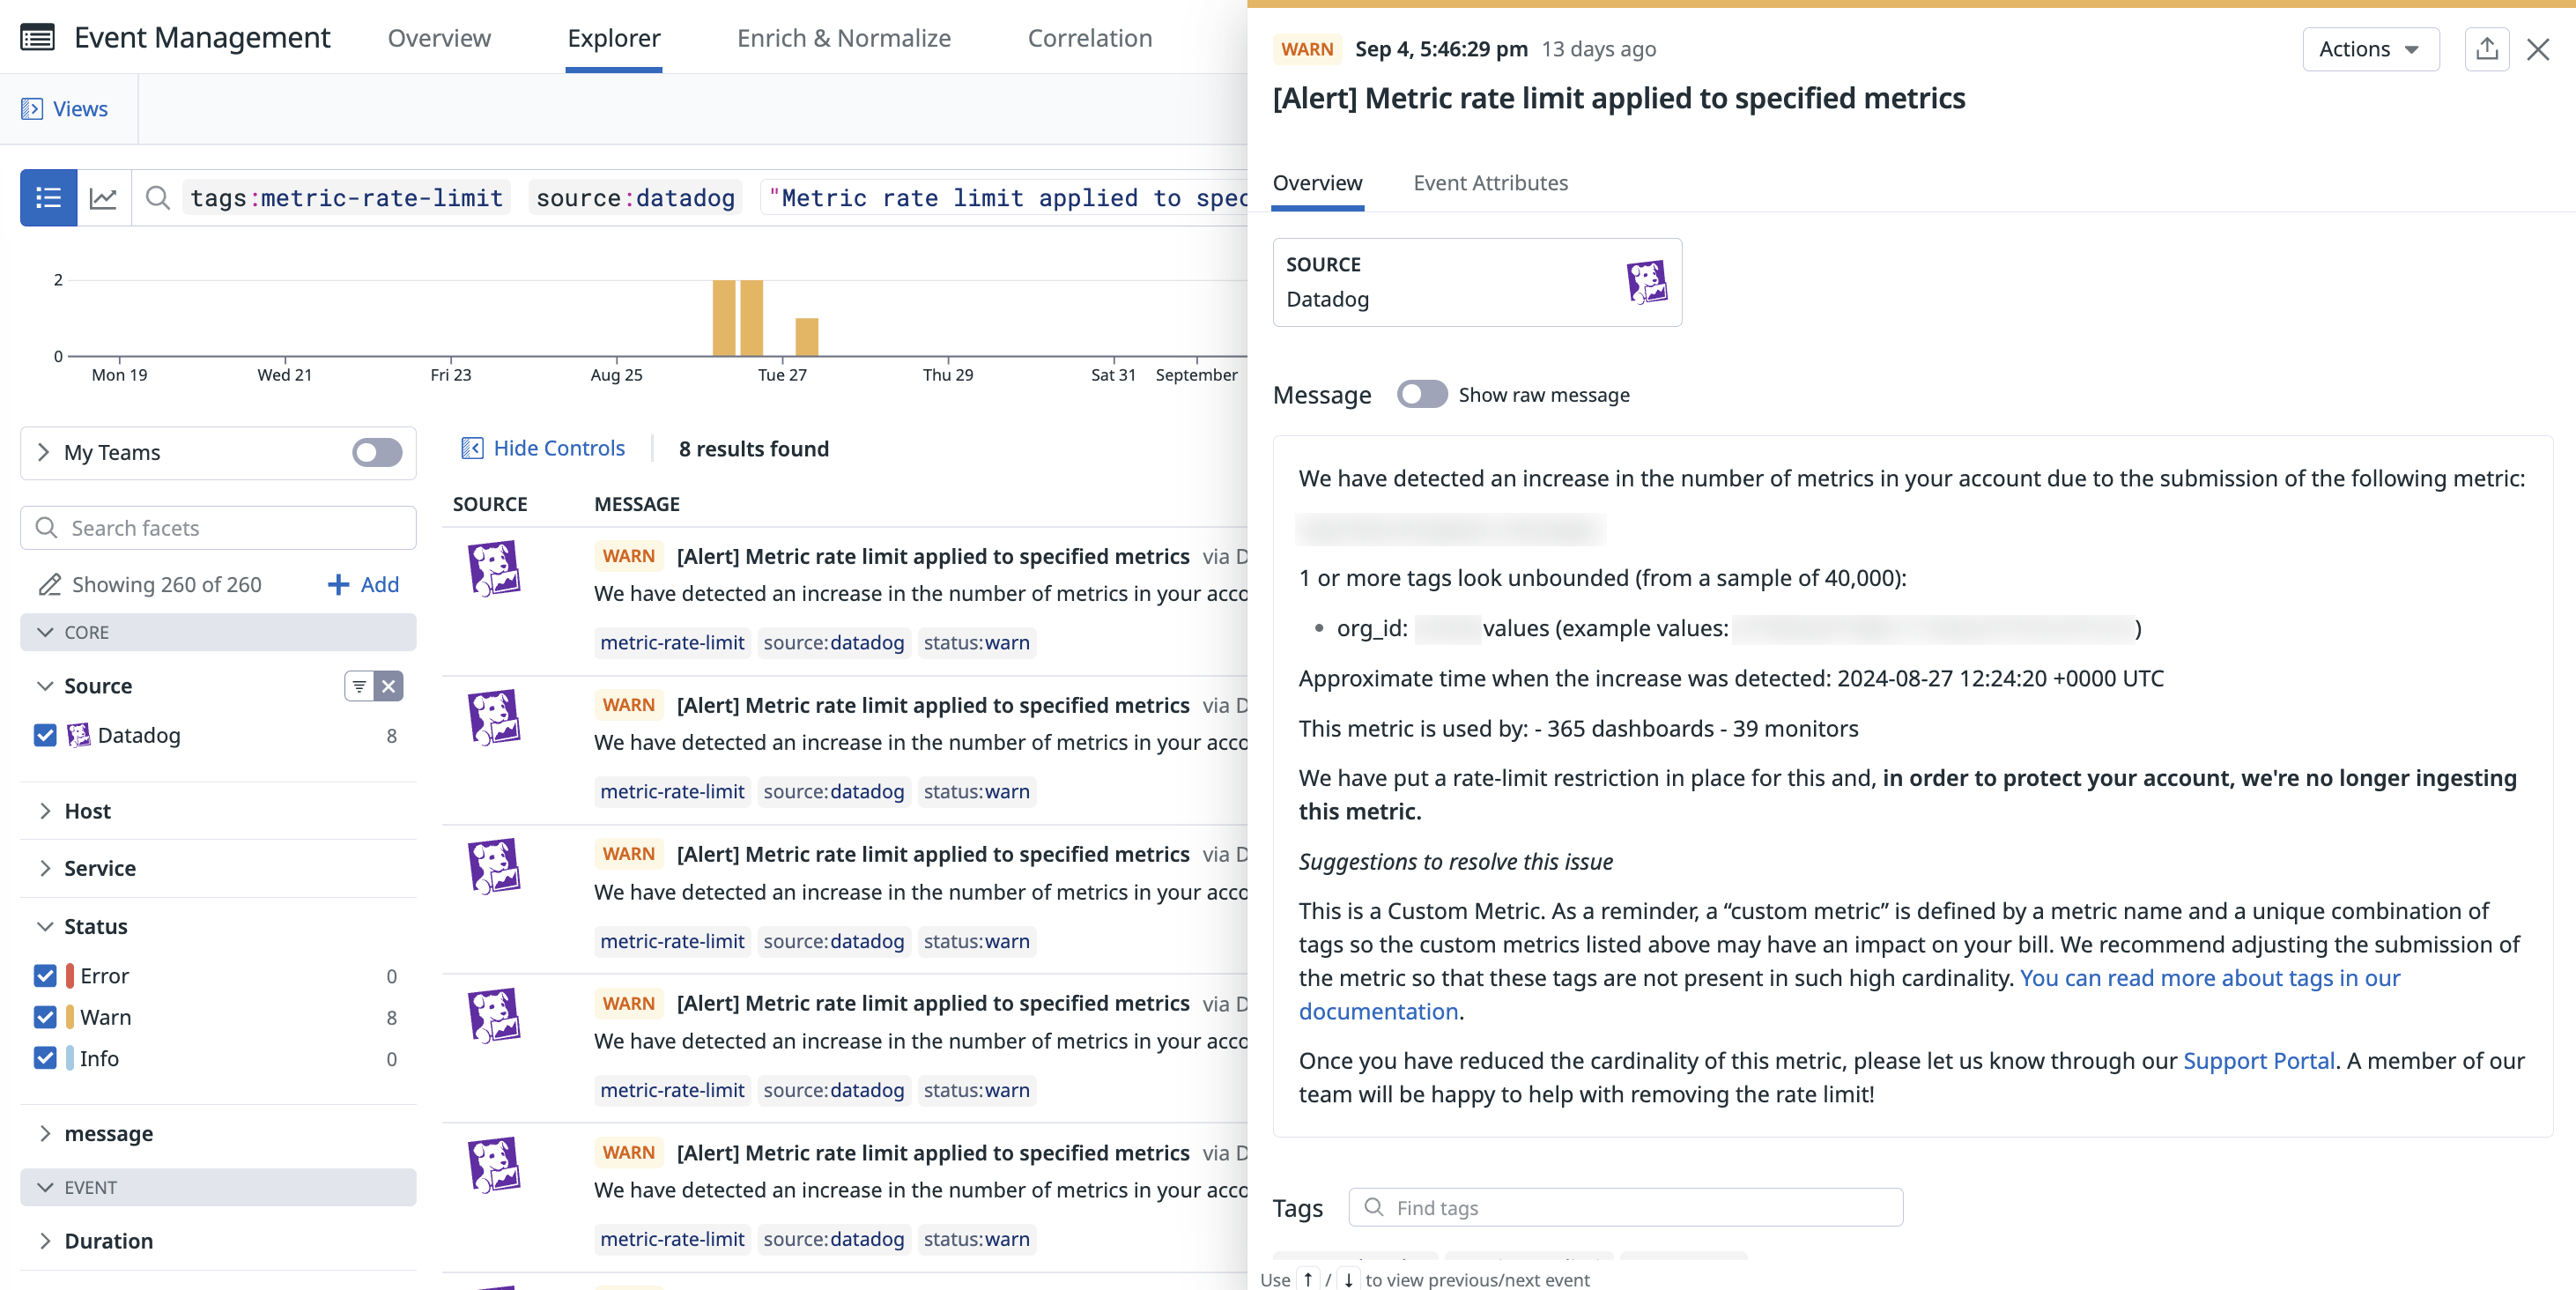 Event Management
Overview
Explorer
Enrich & Normalize
Correlation
Views
tags:metric-rate-limit source:datadog "Metric rate limit applied to spec
2
0
Mon 19 Wed 21 Fri 23 Aug 25 Tue 27 Thu 29 Sat 31 September
My Teams
Search facets
Showing 260 of 260
Add
CORE
Source
Datadog 8
Host
Service
Status
Error 0
Warn 8
Info 0
message
EVENT
Duration
Hide Controls
8 results found
SOURCE MESSAGE
WARN [Alert] Metric rate limit applied to specified metrics via D
We have detected an increase in the number of metrics in your acco
metric-rate-limit source:datadog status:warn
WARN [Alert] Metric rate limit applied to specified metrics via D
We have detected an increase in the number of metrics in your acco
metric-rate-limit source:datadog status:warn
WARN [Alert] Metric rate limit applied to specified metrics via D
We have detected an increase in the number of metrics in your acco
metric-rate-limit source:datadog status:warn
WARN [Alert] Metric rate limit applied to specified metrics via D
We have detected an increase in the number of metrics in your acco
metric-rate-limit source:datadog status:warn
WARN [Alert] Metric rate limit applied to specified metrics via D
We have detected an increase in the number of metrics in your acco
metric-rate-limit source:datadog status:warn
WARN Sep 4, 5:46:29 pm 13 days ago
Actions
[Alert] Metric rate limit applied to specified metrics
Overview
Event Attributes
SOURCE
Datadog
Message
Show raw message
We have detected an increase in the number of metrics in your account due to the submission of the following metric:
1 or more tags look unbounded (from a sample of 40,000):
• org_id: values (example values: )
Approximate time when the increase was detected: 2024-08-27 12:24:20 +0000 UTC
This metric is used by: - 365 dashboards - 39 monitors
We have put a rate-limit restriction in place for this and, in order to protect your account, we're no longer ingesting
this metric.
Suggestions to resolve this issue
This is a Custom Metric. As a reminder, a “custom metric” is defined by a metric name and a unique combination of
tags so the custom metrics listed above may have an impact on your bill. We recommend adjusting the submission of
the metric so that these tags are not present in such high cardinality. You can read more about tags in our
documentation.
Once you have reduced the cardinality of this metric, please let us know through our Support Portal. A member of our
team will be happy to help with removing the rate limit!
Tags
Find tags
Use ↑ / ↓ to view previous/next event